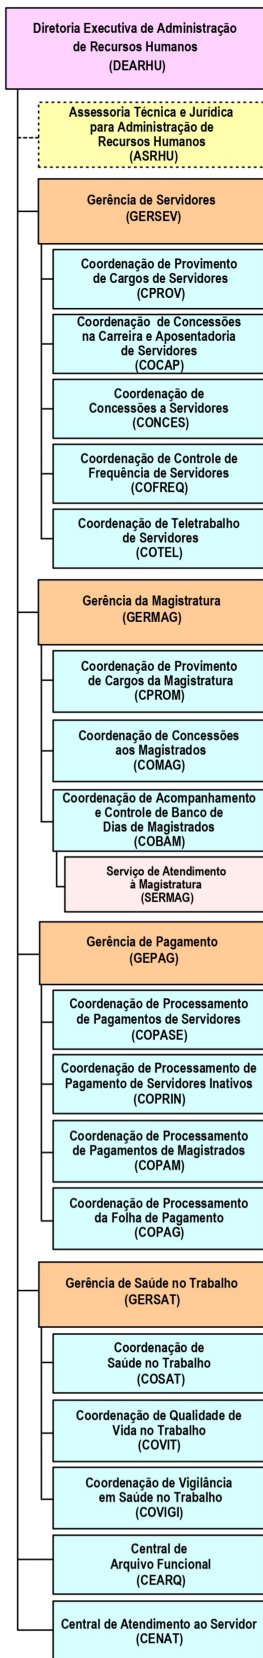 Diretoria Executiva de Administração
de Recursos Humanos
(DEARHU)
Assessoria Técnica e Jurídica
para Administração de
Recursos Humanos
(ASRHU)
Gerência de Servidores
(GERSEV)
Coordenação de Provimento
de Cargos de Servidores
(CPROV)
Coordenação de Concessões
na Carreira e Aposentadoria
de Servidores
(COCAP)
Coordenação de
Concessões a Servidores
(CONCES)
Coordenação de Controle de
Frequência de Servidores
(COFREQ)
Coordenação de Teletrabalho
de Servidores
(COTEL)
Gerência da Magistratura
(GERMAG)
Coordenação de Provimento
de Cargos da Magistratura
(CPROM)
Coordenação de Concessões
aos Magistrados
(COMAG)
Coordenação de Acompanhamento
e Controle de Banco de
Dias de Magistrados
(COBAM)
Serviço de Atendimento
à Magistratura
(SERMAG)
Gerência de Pagamento
(GEPAG)
Coordenação de Processamento
de Pagamentos de Servidores
(COPASE)
Coordenação de Processamento de
Pagamento de Servidores Inativos
(COPRIN)
Coordenação de Processamento
de Pagamentos de Magistrados
(COPAM)
Coordenação de Processamento
da Folha de Pagamento
(COPAG)
Gerência de Saúde no Trabalho
(GERSAT)
Coordenação de
Saúde no Trabalho
(COSAT)
Coordenação de Qualidade de
Vida no Trabalho
(COVIT)
Coordenação de Vigilância
em Saúde no Trabalho
(COVIGI)
Central de
Arquivo Funcional
(CEARQ)
Central de Atendimento ao Servidor
(CENAT)